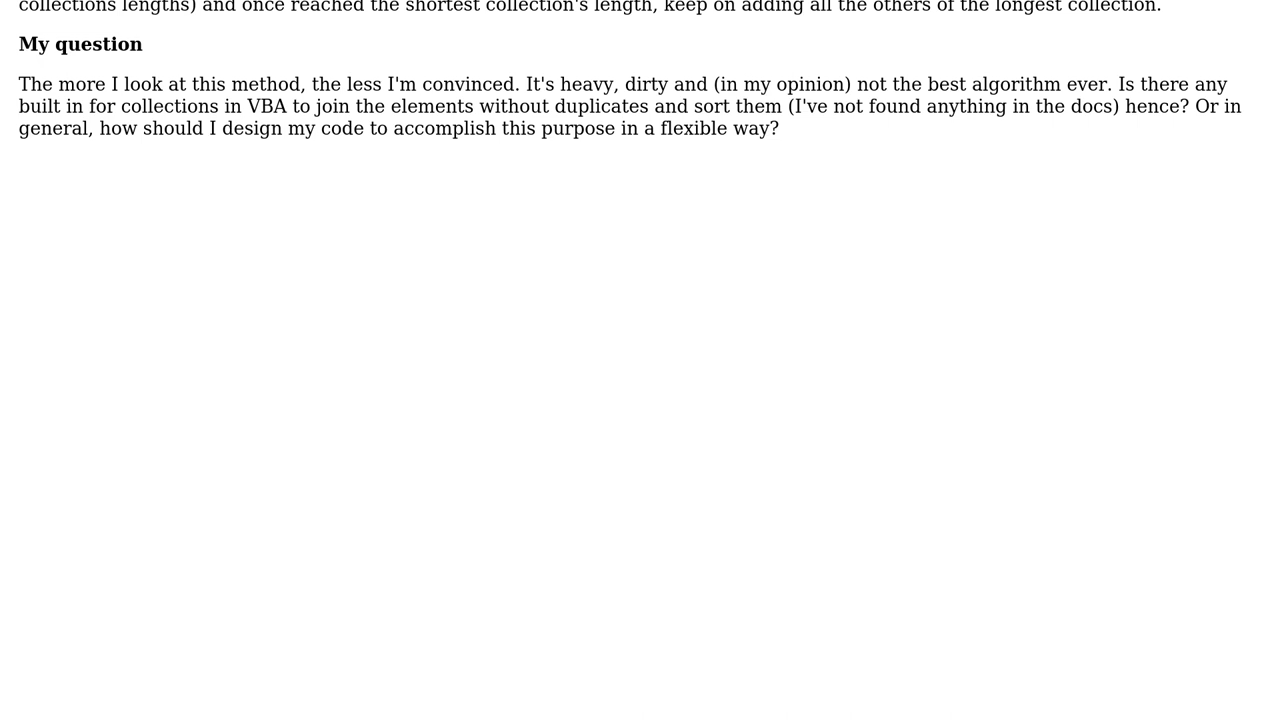 collections lengths) and once reached the shortest collection's length, keep on adding all the others of the longest collection.
My question
The more I look at this method, the less I'm convinced. It's heavy, dirty and (in my opinion) not the best algorithm ever. Is there any
built in for collections in VBA to join the elements without duplicates and sort them (I've not found anything in the docs) hence? Or in
general, how should I design my code to accomplish this purpose in a flexible way?